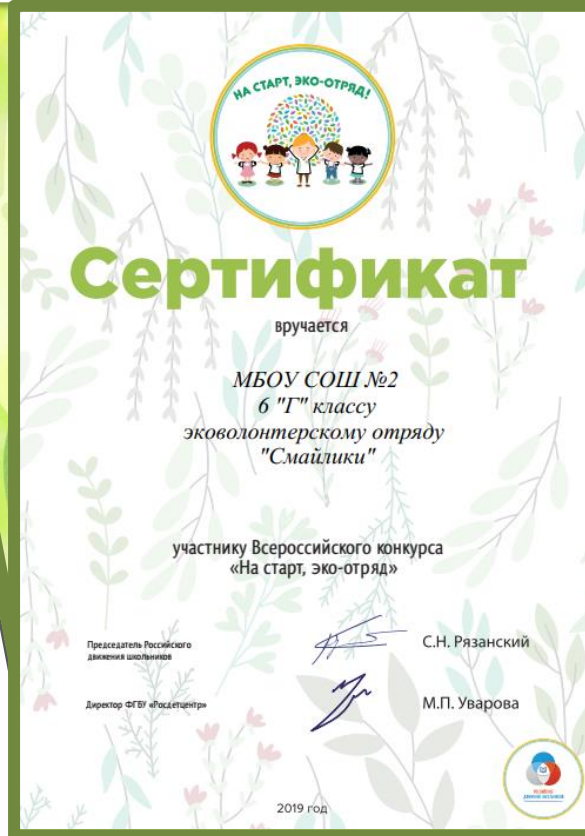 НА СТАРТ, ЭКО-ОТРЯД!
Сертификат
вручается
МБОУ СОШ №2
6 "Г" классу
эковолонтерскому отряду
"Смайлики"
участнику Всероссийского конкурса
«На старт, эко-отряд»
Председатель Российского
движения школьников
С.Н. Рязанский
Директор ФГБУ «Росдетцентр»
М.П. Уварова
2019 год